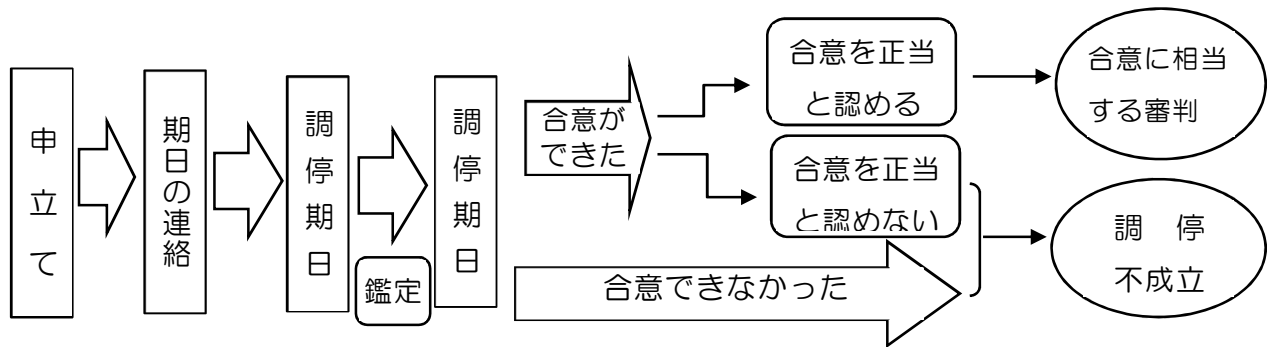 申立て
期日の連絡
調停期日
鑑定
調停期日
合意が
できた
合意を正当
と認める
合意に相当
する審判
合意を正当
と認めない
合意できなかった
調　停
不成立